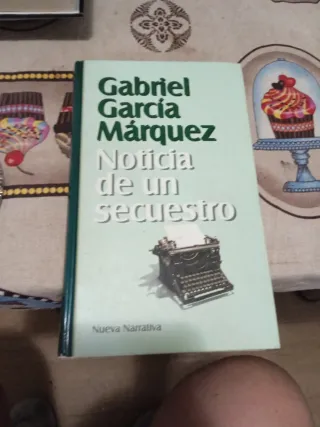 Gabriel
García
Márquez
Noticia
de un
secuestro
Nueva Narrativa